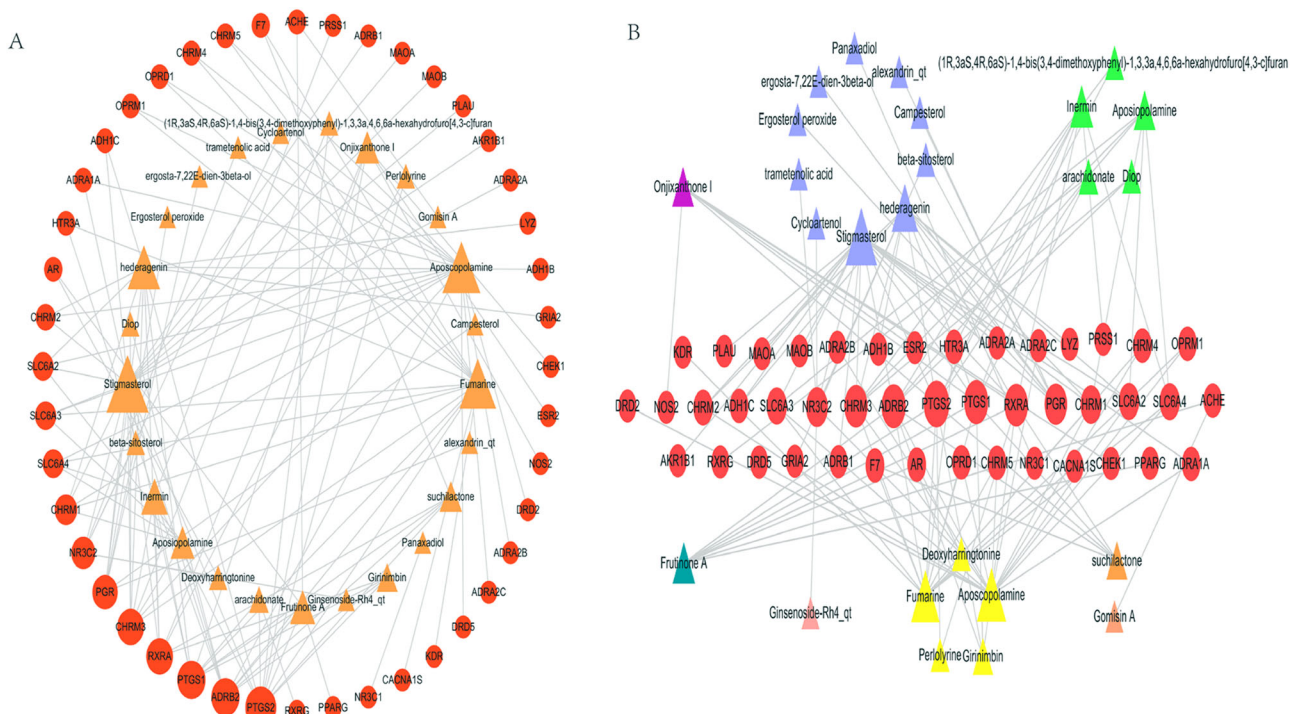 A
ACHE
F7
PRSS1
CHRM5
ADRB1
CHRM4
MAOA
OPRD1
MAOB
OPRM1
PLAU
ADH1C
AKR1B1
ADRA1A
ADRA2A
HTR3A
LYZ
AR
ADH1B
CHRM2
GRIA2
SLC6A2
CHEK1
SLC6A3
ESR2
SLC6A4
NOS2
CHRM1
DRD2
NR3C2
ADRA2B
PGR
ADRA2C
CHRM3
DRD5
RXRA
KDR
PTGS1
CACNA1S
ADRB2
NR3C1
PTGS2
RXRG
PPARG
(1R,3aS,4R,6aS)-1,4-bis(3,4-dimethoxyphenyl)-1,3,3a,4,6,6a-hexahydrofuro[4,3-c]furan
Cycloartenol
trametenolic acid
Onjixanthone I
ergosta-7,22E-dien-3beta-ol
Perlolyrine
Ergosterol peroxide
Gomisin A
hederagenin
Aposcopolamine
Diop
Campesterol
Stigmasterol
Fumarine
beta-sitosterol
alexandrin_qt
Inermin
suchilactone
Aposiopolamine
Panaxadiol
Deoxyharringtonine
Girinimbin
arachidonate
Ginsenoside-Rh4_qt
Frutinone A
B
Panaxadiol
(1R,3aS,4R,6aS)-1,4-bis(3,4-dimethoxyphenyl)-1,3,3a,4,6,6a-hexahydrofuro[4,3-c]furan
ergosta-7,22E-dien-3beta-ol
alexandrin_qt
Inermin
Aposiopolamine
Ergosterol peroxide
Campesterol
trametenolic acid
beta-sitosterol
arachidonate
Diop
Onjixanthone I
Cycloartenol
hederagenin
Stigmasterol
KDR
PLAU
MAOA
MAOB
ADRA2B
ADH1B
ESR2
HTR3A
ADRA2A
ADRA2C
LYZ
PRSS1
CHRM4
OPRM1
DRD2
NOS2
CHRM2
ADH1C
SLC6A3
NR3C2
CHRM3
ADRB2
PTGS2
PTGS1
RXRA
PGR
CHRM1
SLC6A2
SLC6A4
ACHE
AKR1B1
RXRG
DRD5
GRIA2
ADRB1
F7
AR
OPRD1
CHRM5
NR3C1
CACNA1S
CHEK1
PPARG
ADRA1A
Frutinone A
Deoxyharringtonine
suchilactone
Fumarine
Aposcopolamine
Ginsenoside-Rh4_qt
Gomisin A
Perlolyrine
Girinimbin